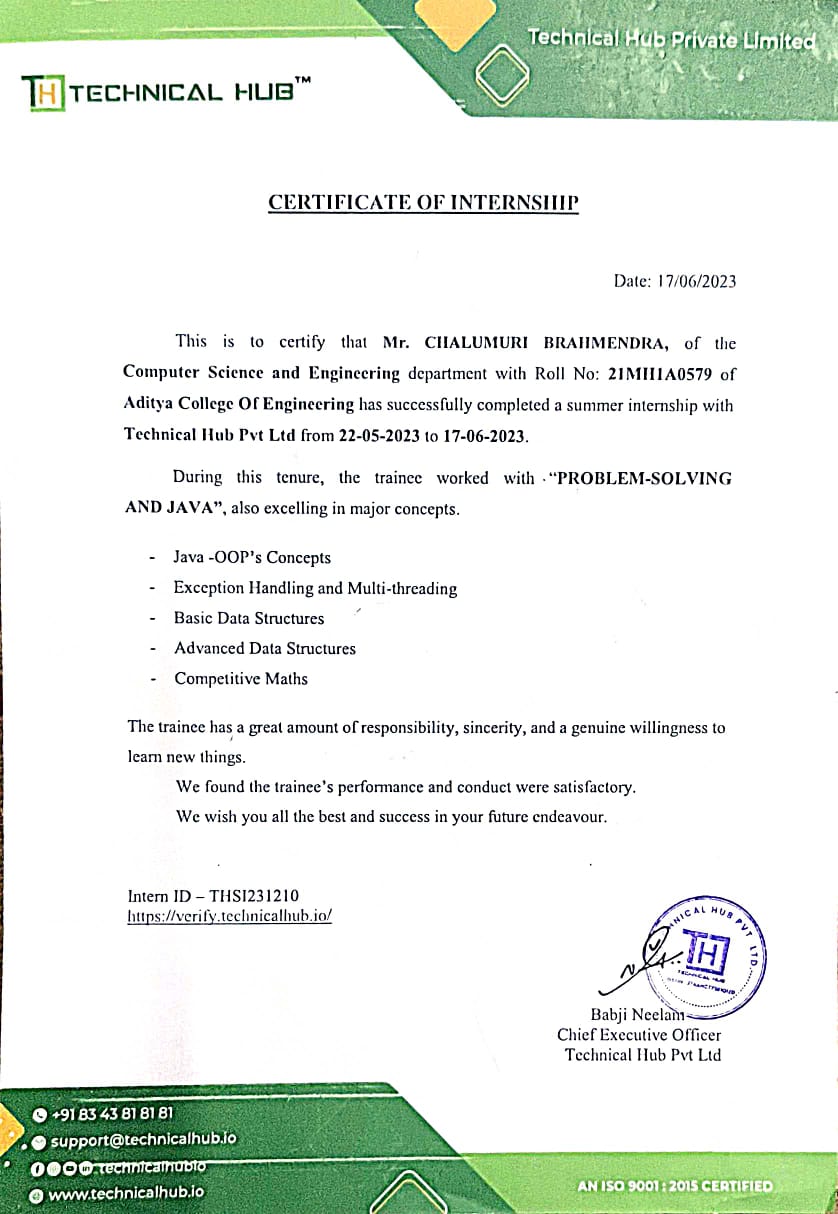 Technical Hub Private Limited
TH TECHNICAL HUB™
CERTIFICATE OF INTERNSHIP
Date: 17/06/2023
This is to certify that Mr. CHALUMURI BRAHMENDRA, of the
Computer Science and Engineering department with Roll No: 21MH1A0579 of
Aditya College Of Engineering has successfully completed a summer internship with
Technical Hub Pvt Ltd from 22-05-2023 to 17-06-2023.
During this tenure, the trainee worked with “PROBLEM-SOLVING
AND JAVA”, also excelling in major concepts.
- Java -OOP’s Concepts
- Exception Handling and Multi-threading
- Basic Data Structures
- Advanced Data Structures
- Competitive Maths
The trainee has a great amount of responsibility, sincerity, and a genuine willingness to
learn new things.
We found the trainee’s performance and conduct were satisfactory.
We wish you all the best and success in your future endeavour.
Intern ID – THSI231210
https://verify.technicalhub.io/
NICAL HUB PVT LTD.
TH
TECHNICAL HUB
Babji Neelam
Chief Executive Officer
Technical Hub Pvt Ltd
+91 83 43 81 81 81
support@technicalhub.io
technicalhubio
www.technicalhub.io
AN ISO 9001 : 2015 CERTIFIED